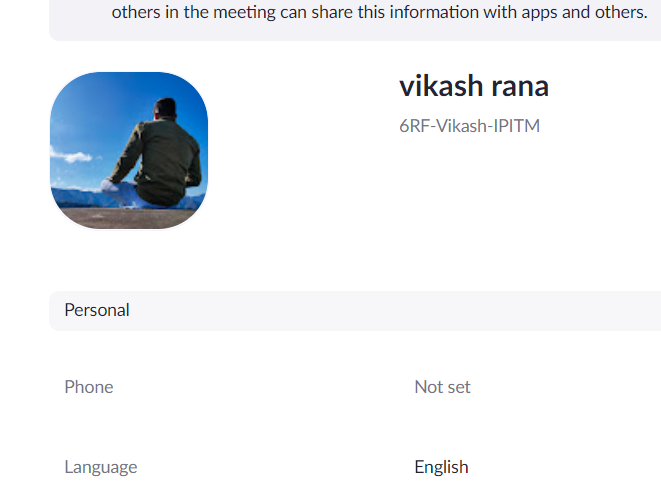 others in the meeting can share this information with apps and others.
vikash rana
6RF-Vikash-IPITM
Personal
Phone
Not set
Language
English